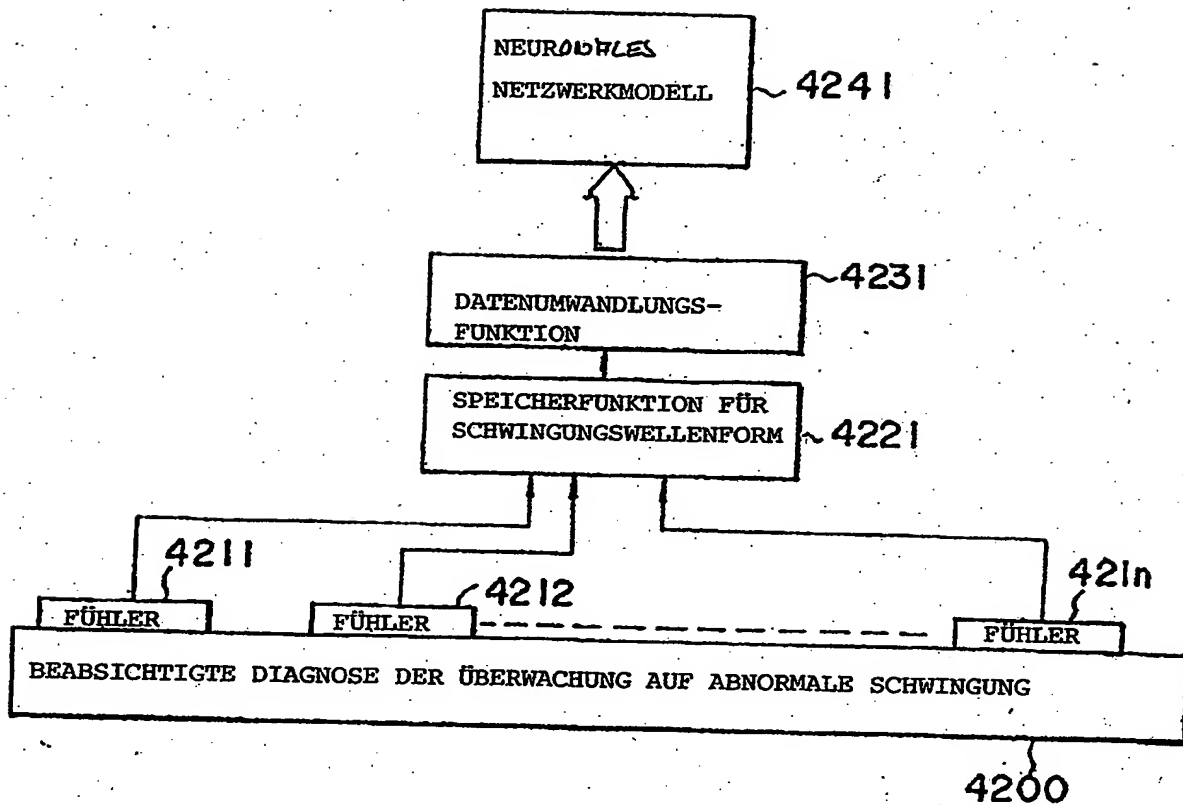 NEURONALES
NETZWERKMODELL
4241
4231
DATENUMWANDLUNGS-
FUNKTION
SPEICHERFUNKTION FÜR
SCHWINGUNGSWELLENFORM
4221
4211
4212
421n
FÜHLER
FÜHLER
FÜHLER
BEABSICHTIGTE DIAGNOSE DER ÜBERWACHUNG AUF ABNORMALE SCHWINGUNG
4200